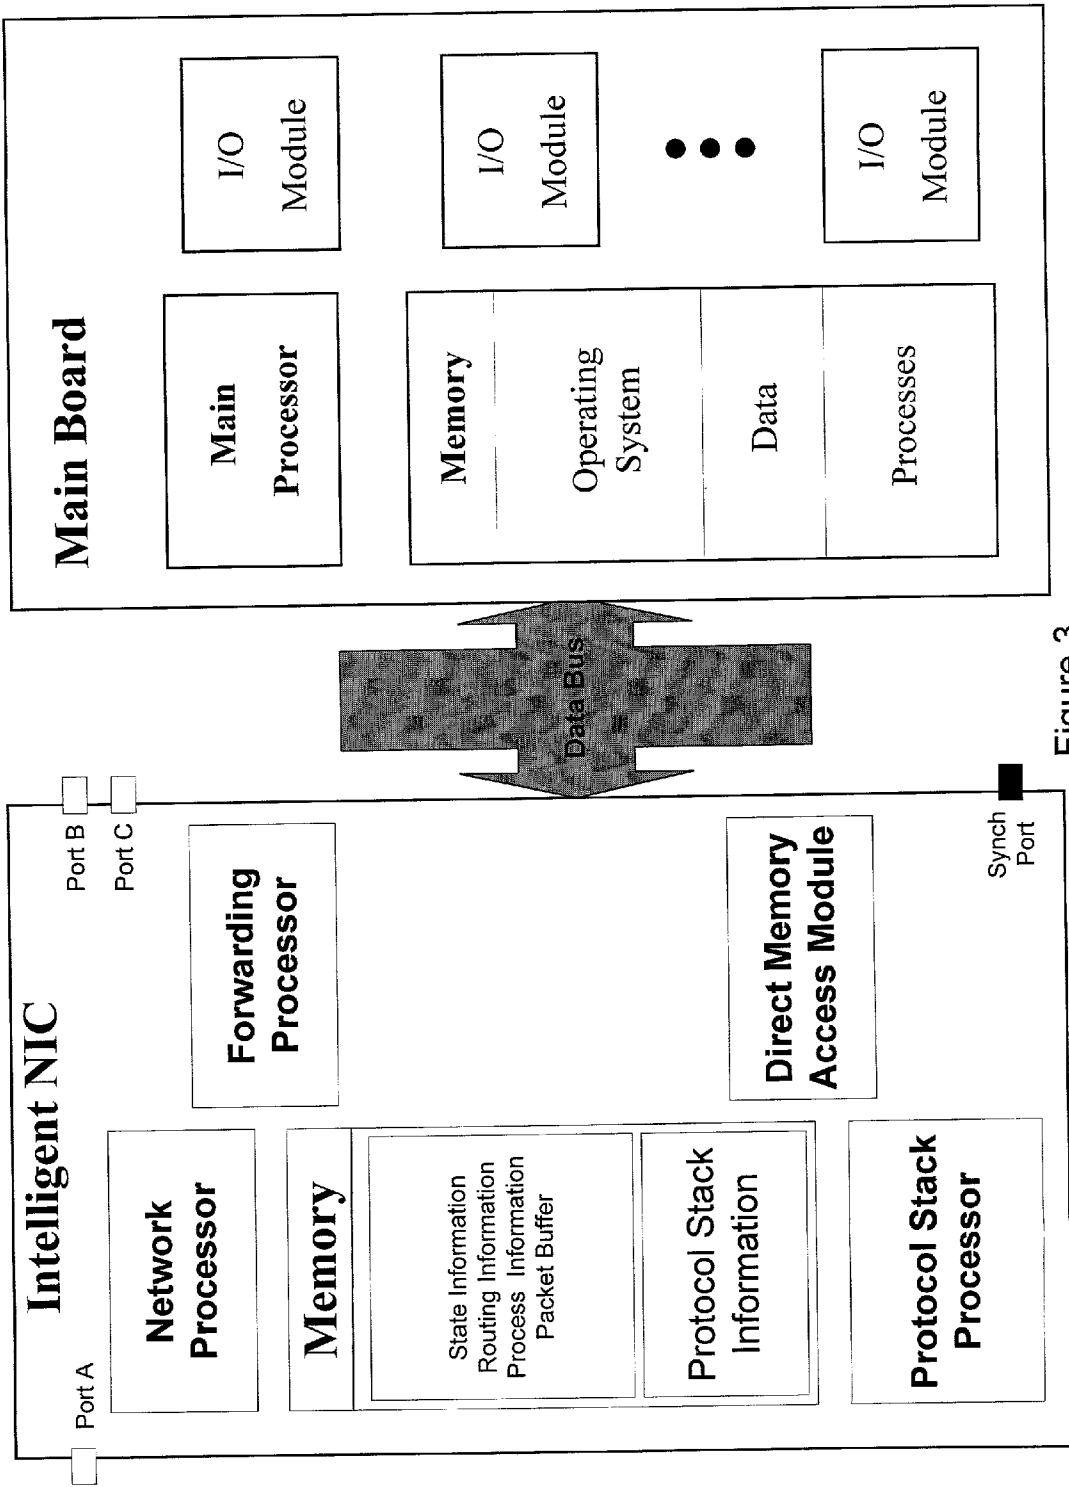 Intelligent NIC
Port A
Port B
Port C
Network
Processor
Forwarding
Processor
Memory
State Information
Routing Information
Process Information
Packet Buffer
Protocol Stack
Information
Direct Memory
Access Module
Protocol Stack
Processor
Synch
Port
Data Bus
Main Board
Main
Processor
I/O
Module
Memory
Operating
System
Data
Processes
I/O
Module
I/O
Module
Figure 3